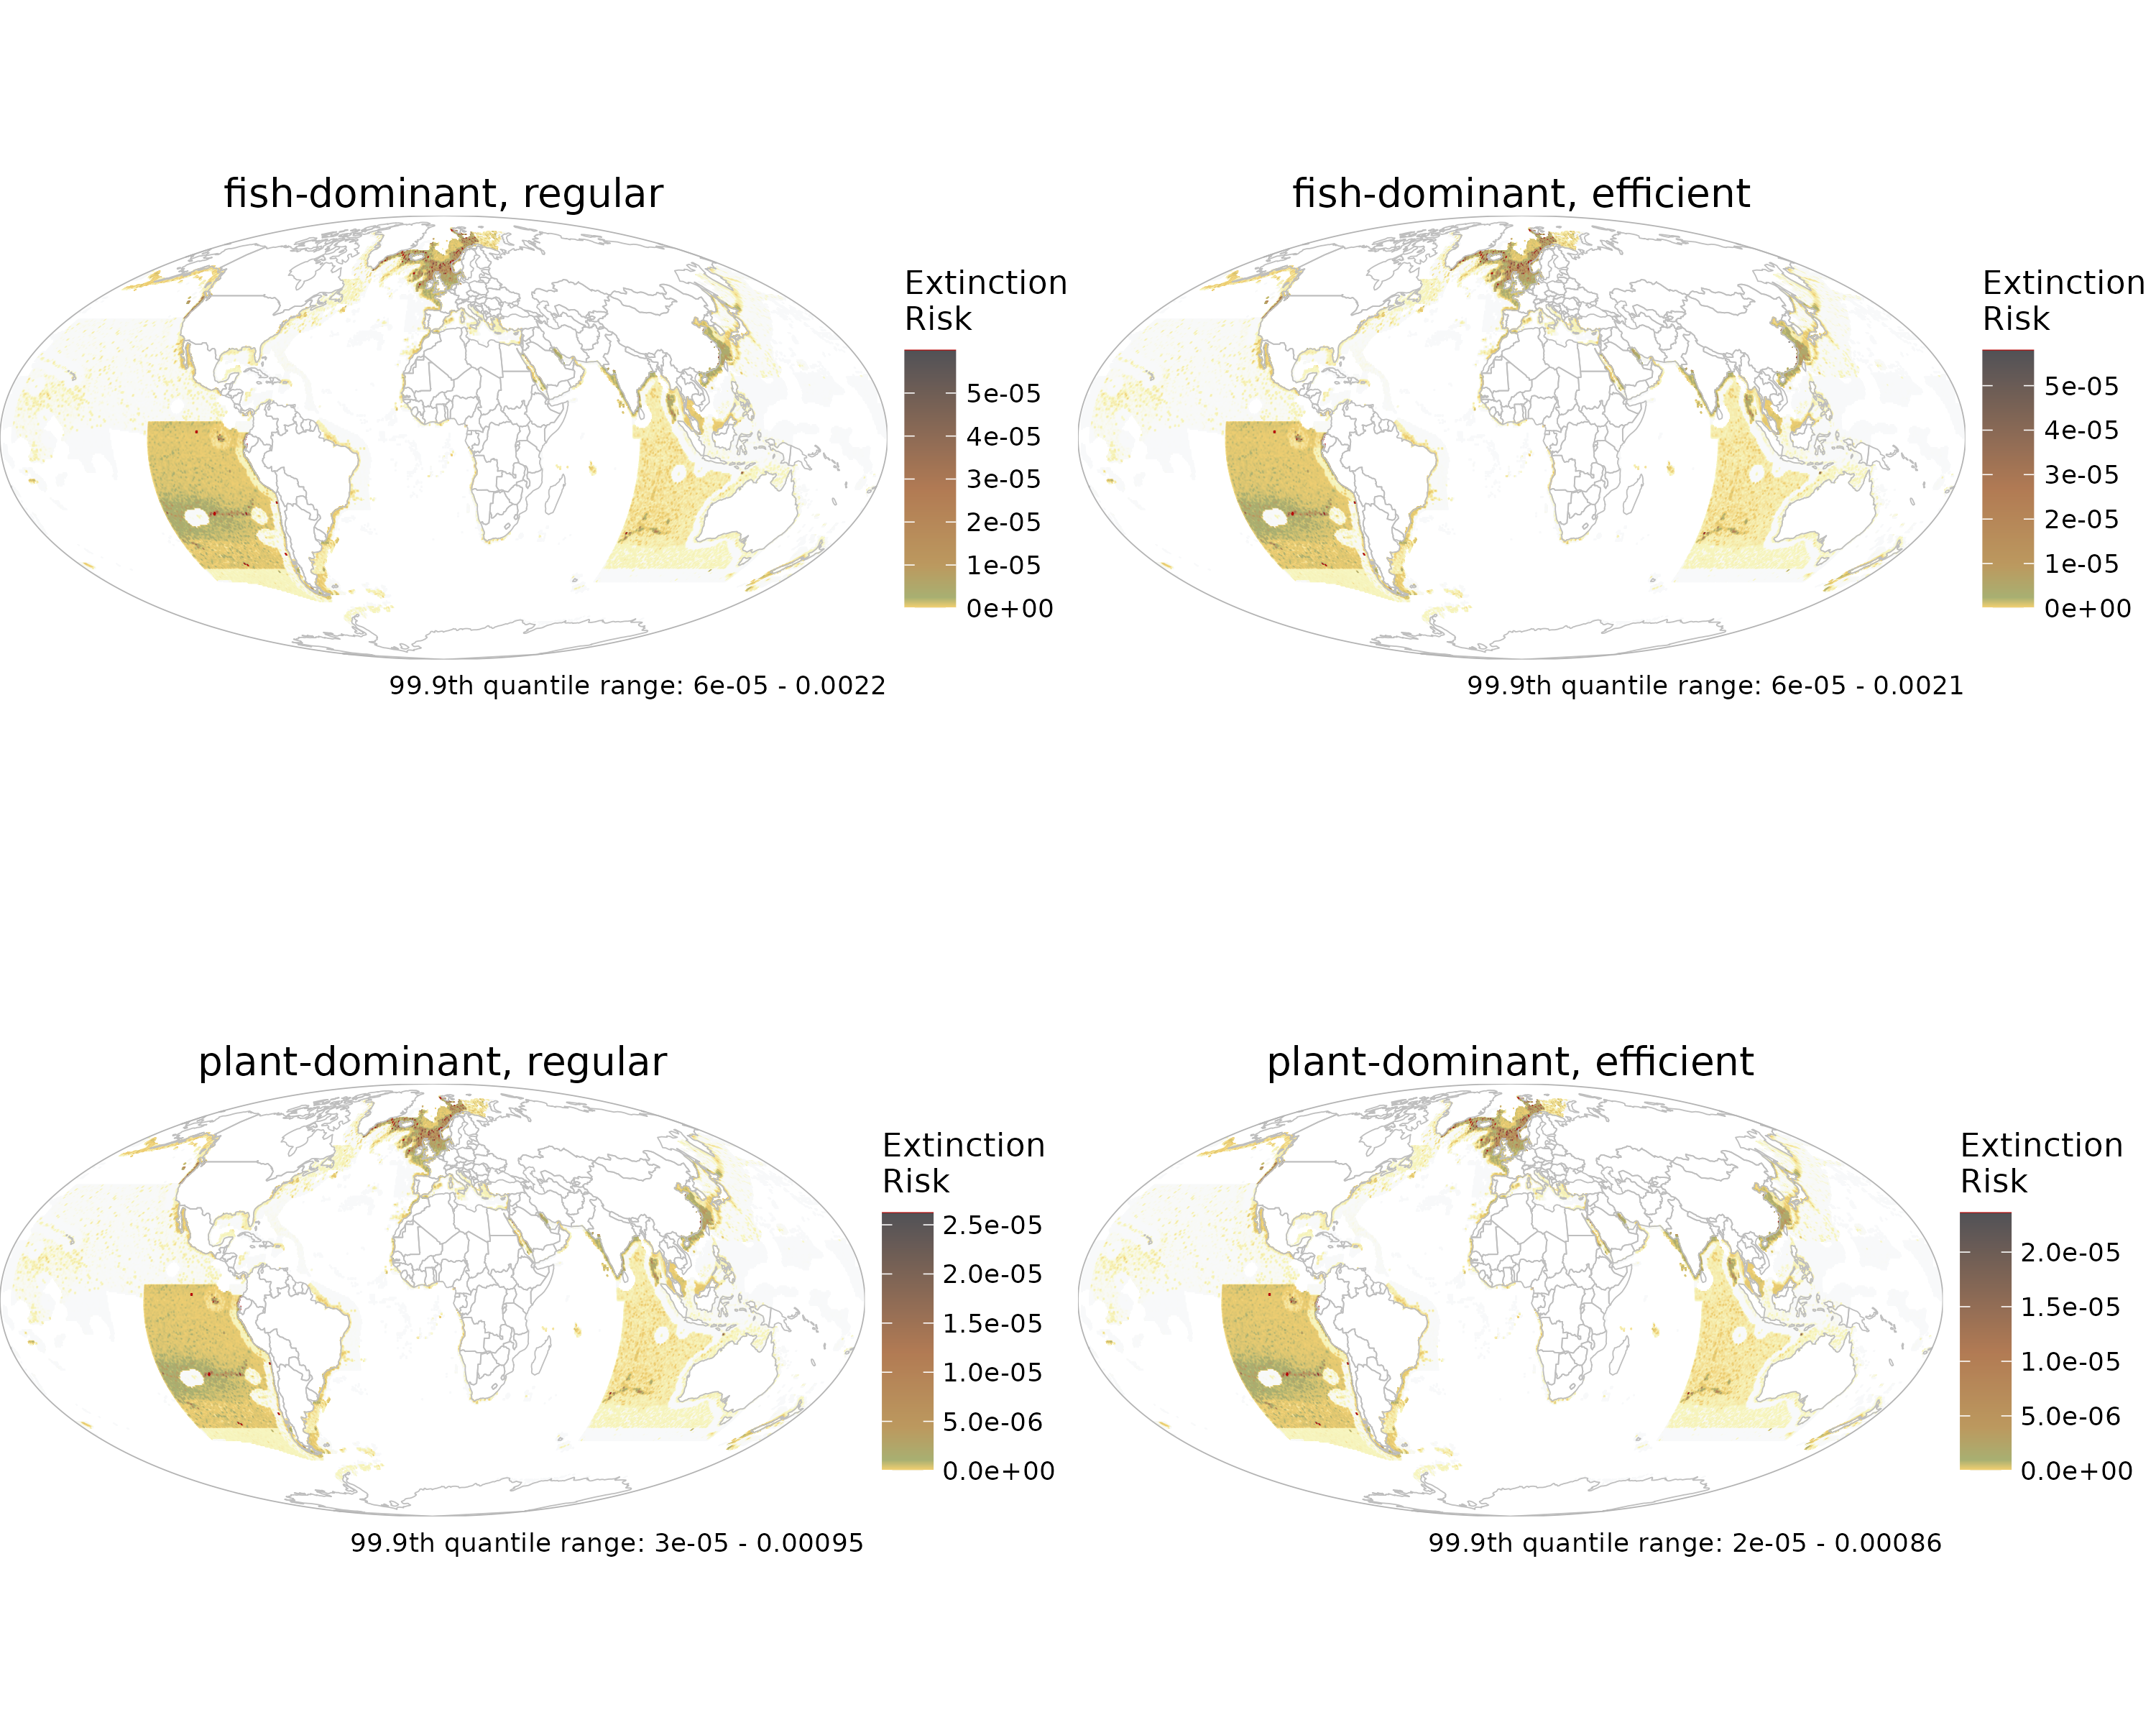 fish-dominant, regular
Extinction
Risk
5e-05
4e-05
3e-05
2e-05
1e-05
0e+00
99.9th quantile range: 6e-05 - 0.0022
fish-dominant, efficient
Extinction
Risk
5e-05
4e-05
3e-05
2e-05
1e-05
0e+00
99.9th quantile range: 6e-05 - 0.0021
plant-dominant, regular
Extinction
Risk
2.5e-05
2.0e-05
1.5e-05
1.0e-05
5.0e-06
0.0e+00
99.9th quantile range: 3e-05 - 0.00095
plant-dominant, efficient
Extinction
Risk
2.0e-05
1.5e-05
1.0e-05
5.0e-06
0.0e+00
99.9th quantile range: 2e-05 - 0.00086